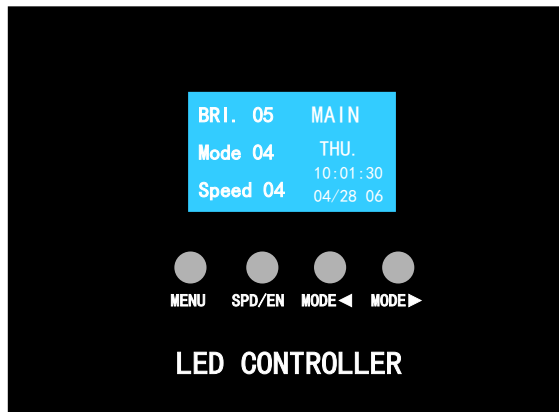 BRI. 05 MAIN
Mode 04 THU.
10:01:30
Speed 04 04/28 06
MENU SPD/EN MODE◀ MODE▶
LED CONTROLLER